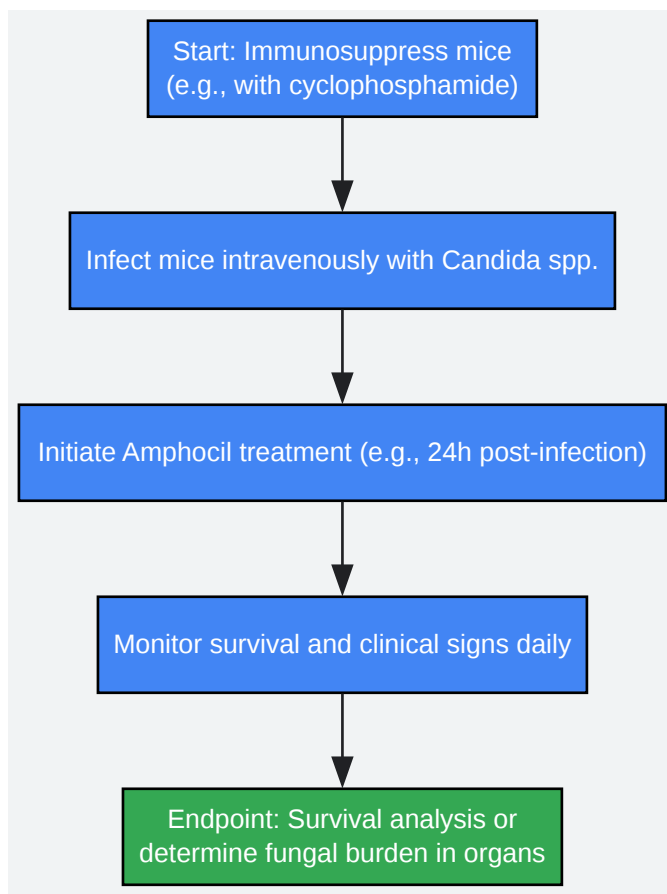 Start: Immunosuppress mice
(e.g., with cyclophosphamide)
Infect mice intravenously with Candida spp.
Initiate Amphocil treatment (e.g., 24h post-infection)
Monitor survival and clinical signs daily
Endpoint: Survival analysis or
determine fungal burden in organs